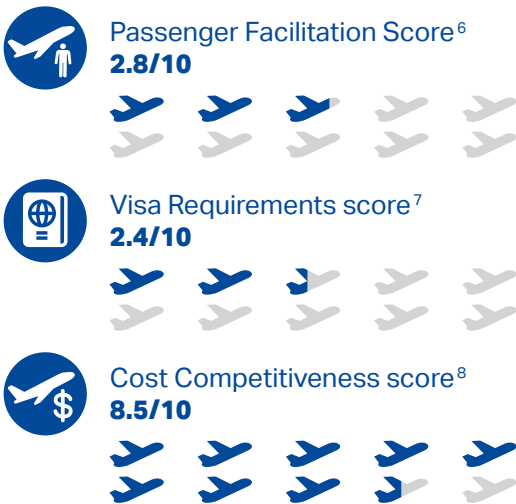 Passenger Facilitation Score⁶
2.8/10
Visa Requirements score⁷
2.4/10
Cost Competitiveness score⁸
8.5/10
$